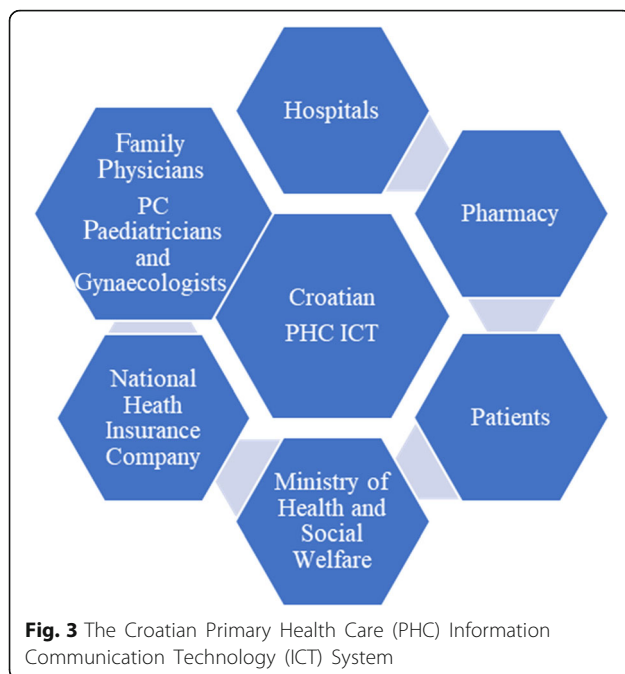 Hospitals
Family
Physicians
PC
Paediatricians
and
Gynaecologists
Pharmacy
Croatian
PHC ICT
National
Heath
Insurance
Company
Patients
Ministry of
Health and
Social
Welfare
Fig. 3 The Croatian Primary Health Care (PHC) Information
Communication Technology (ICT) System